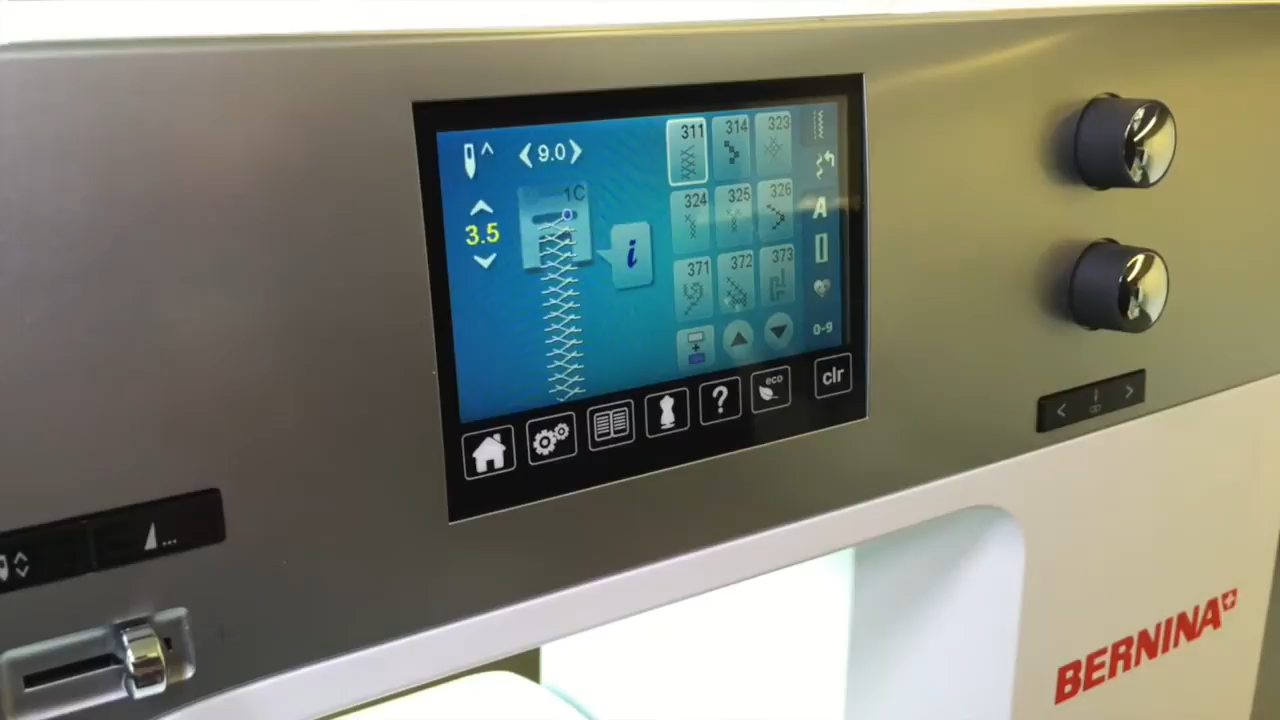 9.0
311 314 323
1C
3.5
324 325 326
A
i
371 372 373
0-9
?
eco
clr
BERNINA